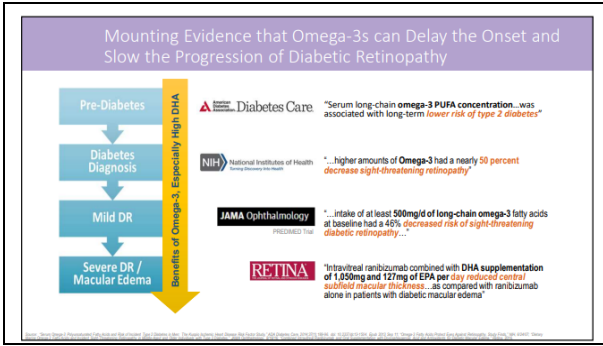 Mounting Evidence that Omega-3s can Delay the Onset and
Slow the Progression of Diabetic Retinopathy
Pre-Diabetes
Diabetes
Diagnosis
Mild DR
Severe DR /
Macular Edema
Benefits of Omega-3, Especially High DHA
American
Diabetes
Association
Diabetes Care
"Serum long-chain omega-3 PUFA concentration...was
associated with long-term lower risk of type 2 diabetes"
NIH National Institutes of Health
Turning Discovery Into Health
"...higher amounts of Omega-3 had a nearly 50 percent
decrease sight-threatening retinopathy"
JAMA Ophthalmology
PREDIMED Trial
"...intake of at least 500mg/d of long-chain omega-3 fatty acids
at baseline had a 46% decreased risk of sight-threatening
diabetic retinopathy..."
RETINA
"Intravitreal ranibizumab combined with DHA supplementation
of 1,050mg and 127mg of EPA per day reduced central
subfield macular thickness...as compared with ranibizumab
alone in patients with diabetic macular edema"